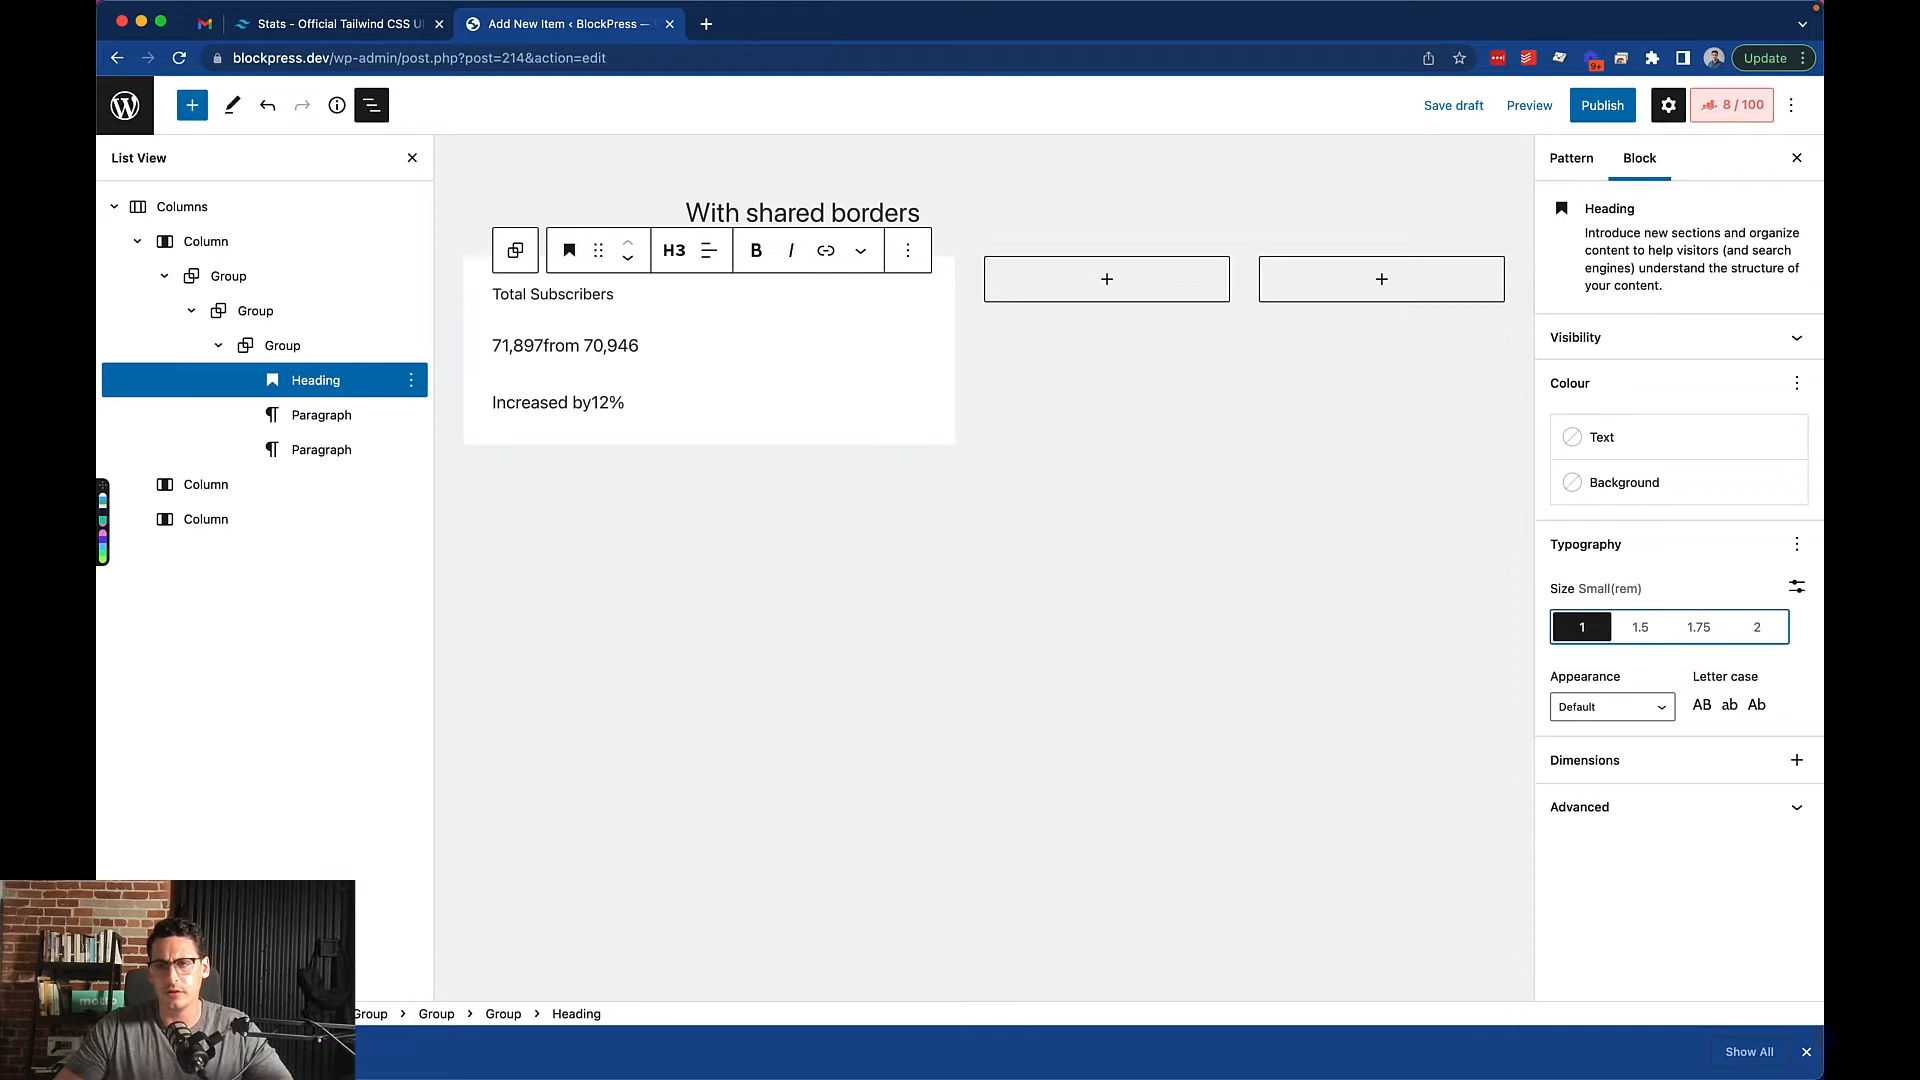 Stats - Official Tailwind CSS UI
Add New Item ‹ BlockPress —
blockpress.dev/wp-admin/post.php?post=214&action=edit
9+
Update
Save draft
Preview
Publish
8 / 100
List View
Columns
Column
Group
Group
Group
Heading
Paragraph
Paragraph
Column
Column
With shared borders
H3
B
I
Total Subscribers
71,897from 70,946
Increased by12%
Pattern
Block
Heading
Introduce new sections and organize
content to help visitors (and search
engines) understand the structure of
your content.
Visibility
Colour
Text
Background
Typography
Size Small(rem)
1
1.5
1.75
2
Appearance
Letter case
Default
AB ab Ab
Dimensions
Advanced
Group
Group
Group
Heading
Show All